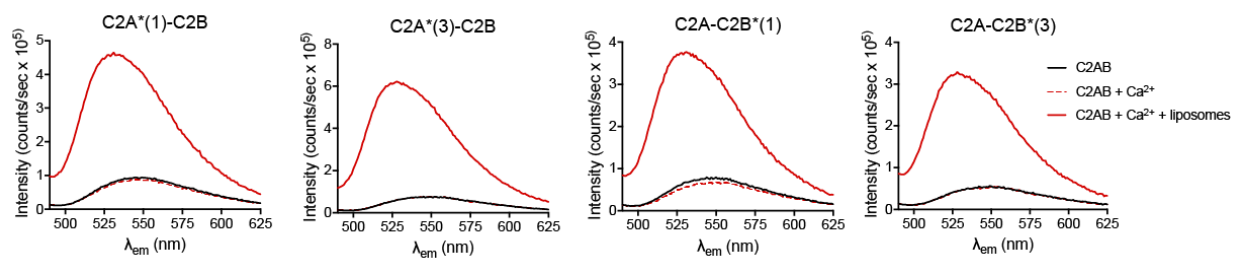 C2A*(1)-C2B
Intensity (counts/sec x 10⁵)
5
4
3
2
1
0
500 525 550 575 600 625
λem (nm)
C2A*(3)-C2B
Intensity (counts/sec x 10⁵)
8
6
4
2
0
500 525 550 575 600 625
λem (nm)
C2A-C2B*(1)
Intensity (counts/sec x 10⁵)
4
3
2
1
0
500 525 550 575 600 625
λem (nm)
C2A-C2B*(3)
Intensity (counts/sec x 10⁵)
4
3
2
1
0
500 525 550 575 600 625
λem (nm)
C2AB
C2AB + Ca²⁺
C2AB + Ca²⁺ + liposomes